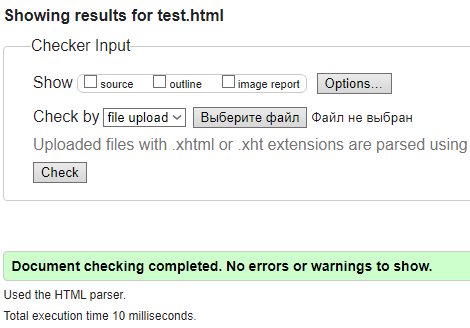 Showing results for test.html
Checker Input
Show source outline image report Options...
Check by file upload Выберите файл Файл не выбран
Uploaded files with .xhtml or .xht extensions are parsed using
Check
Document checking completed. No errors or warnings to show.
Used the HTML parser.
Total execution time 10 milliseconds.